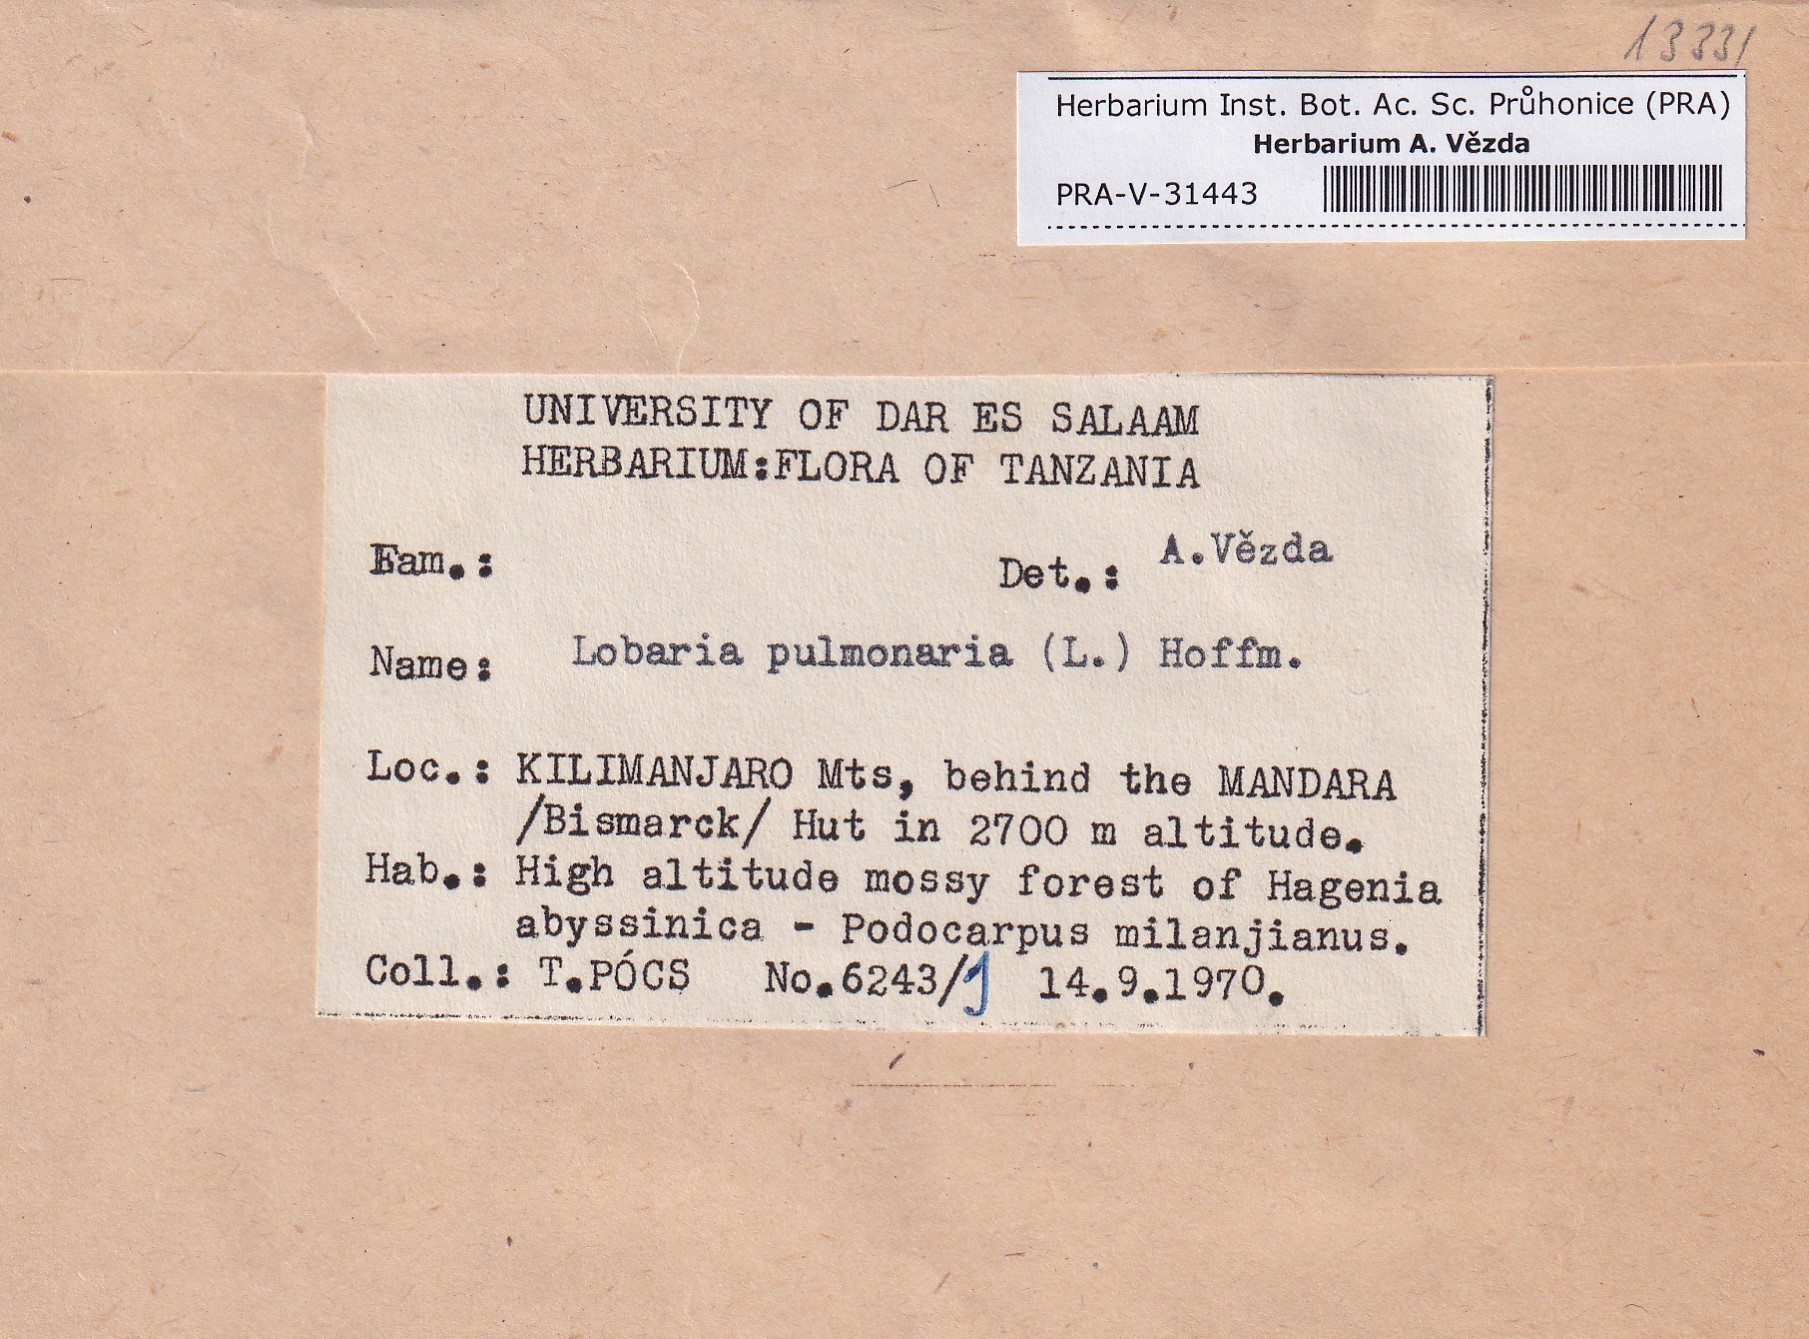 13331
Herbarium Inst. Bot. Ac. Sc. Průhonice (PRA)
Herbarium A. Vězda
PRA-V-31443
UNIVERSITY OF DAR ES SALAAM
HERBARIUM:FLORA OF TANZANIA
Fam.:
Det.: A.Vězda
Name: Lobaria pulmonaria (L.) Hoffm.
Loc.: KILIMANJARO Mts, behind the MANDARA
/Bismarck/ Hut in 2700 m altitude.
Hab.: High altitude mossy forest of Hagenia
abyssinica - Podocarpus milanjianus.
Coll.: T.PÓCS No.6243/J 14.9.1970.